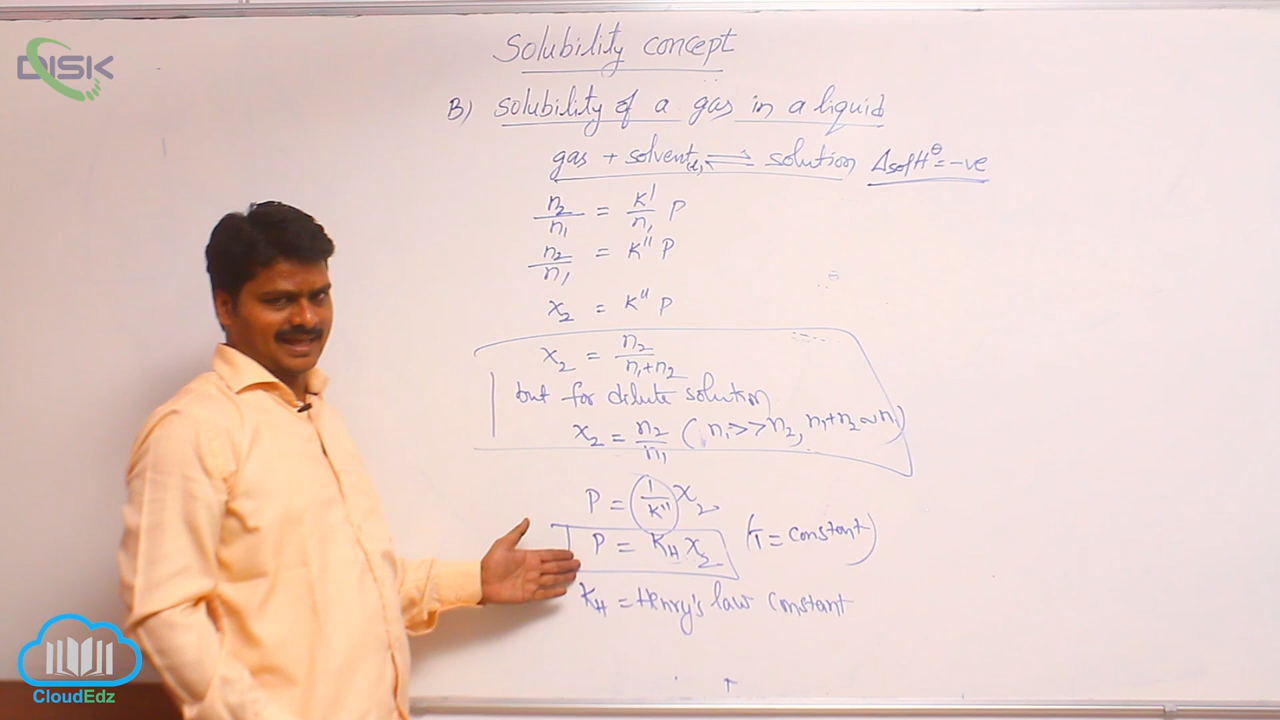 DISK
Solubility concept
B) solubility of a gas in a liquid
gas + solvent(l) ⇌ solution ΔsolH⊖ = -ve
n₂/n₁ = K'/n₁ P
n₂/n₁ = K'' P
x₂ = K'' P
x₂ = n₂/n₁+n₂
but for dilute solution
x₂ = n₂/n₁ (n₁>>n₂, n₁+n₂ ~ n₁)
P = (1/K'') x₂
P = K_H x₂ (T = constant)
K_H = Henry's law constant
CloudEdz